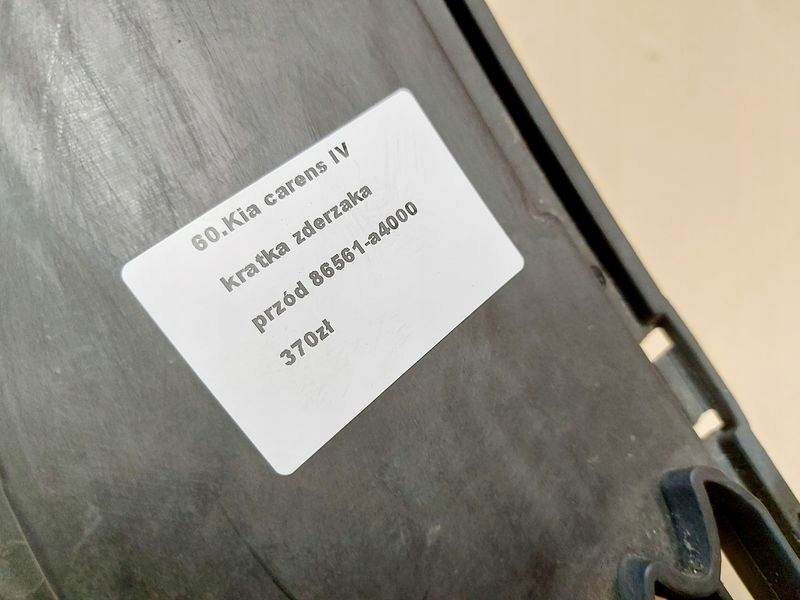 60.Kia carens IV
kratka zderzaka
przód 86561-a4000
370zł